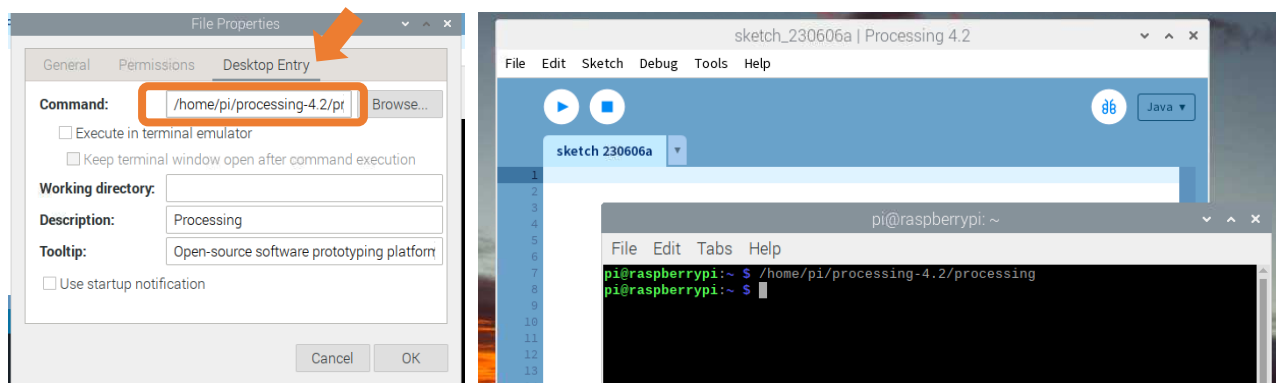 File Properties
General Permissions Desktop Entry
Command: /home/pi/processing-4.2/pr Browse...
Execute in terminal emulator
Keep terminal window open after command execution
Working directory:
Description: Processing
Tooltip: Open-source software prototyping platform
Use startup notification
Cancel OK
sketch_230606a | Processing 4.2
File Edit Sketch Debug Tools Help
Java ▾
sketch 230606a ▾
1
2
3
4
5
6
7
8
9
10
11
12
13
pi@raspberrypi: ~
File Edit Tabs Help
pi@raspberrypi:~ $ /home/pi/processing-4.2/processing
pi@raspberrypi:~ $